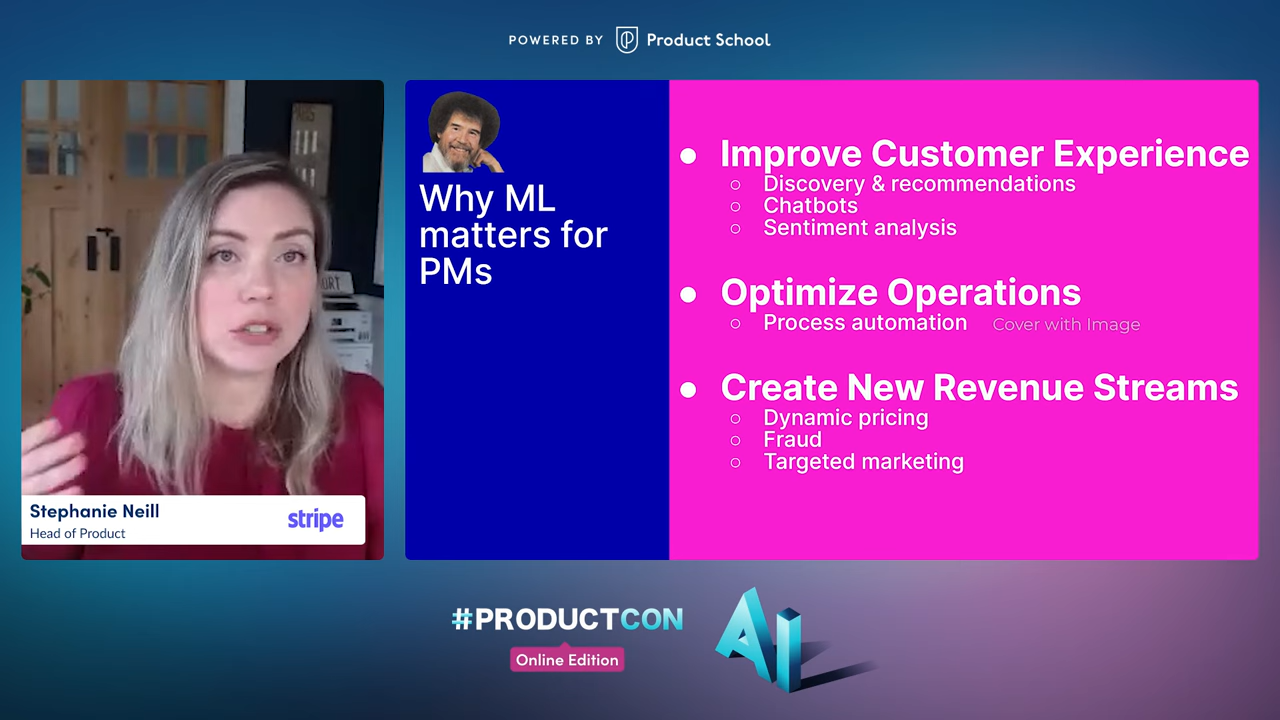 POWERED BY Product School
Why ML
matters for
PMs
● Improve Customer Experience
○ Discovery & recommendations
○ Chatbots
○ Sentiment analysis
● Optimize Operations
○ Process automation
Cover with Image
● Create New Revenue Streams
○ Dynamic pricing
○ Fraud
○ Targeted marketing
Stephanie Neill
Head of Product
stripe
#PRODUCTCON
Online Edition
AI